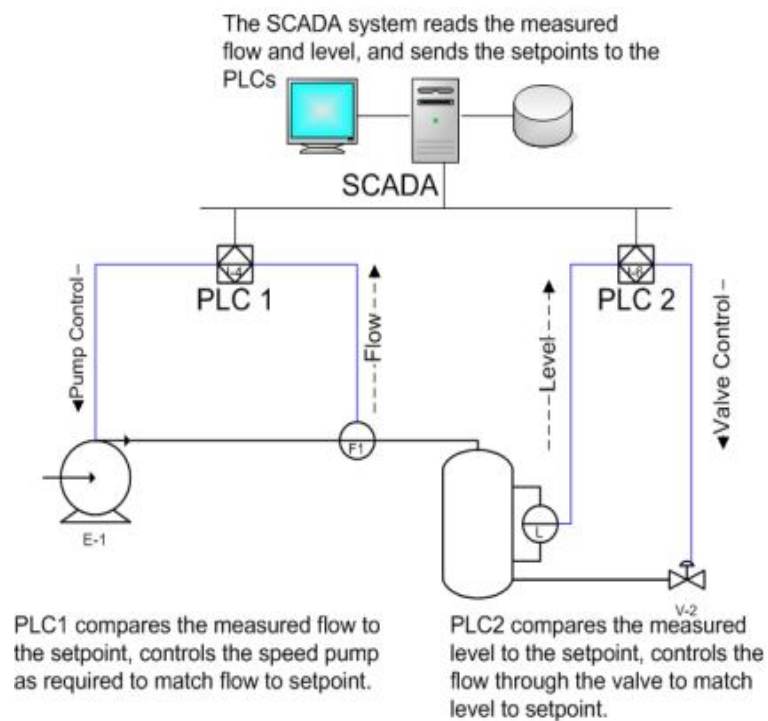 The SCADA system reads the measured
flow and level, and sends the setpoints to the
PLCs
SCADA
I-4
I-6
PLC 1
PLC 2
Pump Control
Flow
Level
Valve Control
F1
E-1
L
V-2
PLC1 compares the measured flow to
the setpoint, controls the speed pump
as required to match flow to setpoint.
PLC2 compares the measured
level to the setpoint, controls the
flow through the valve to match
level to setpoint.